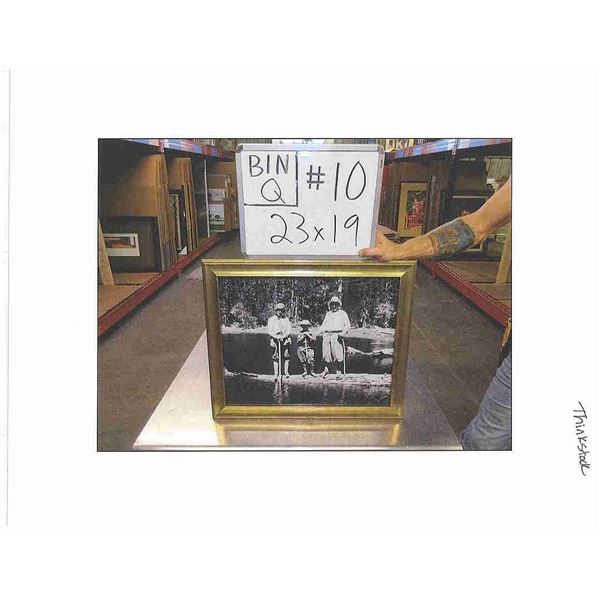 BIN #10
Q
23x19
Thinkstock